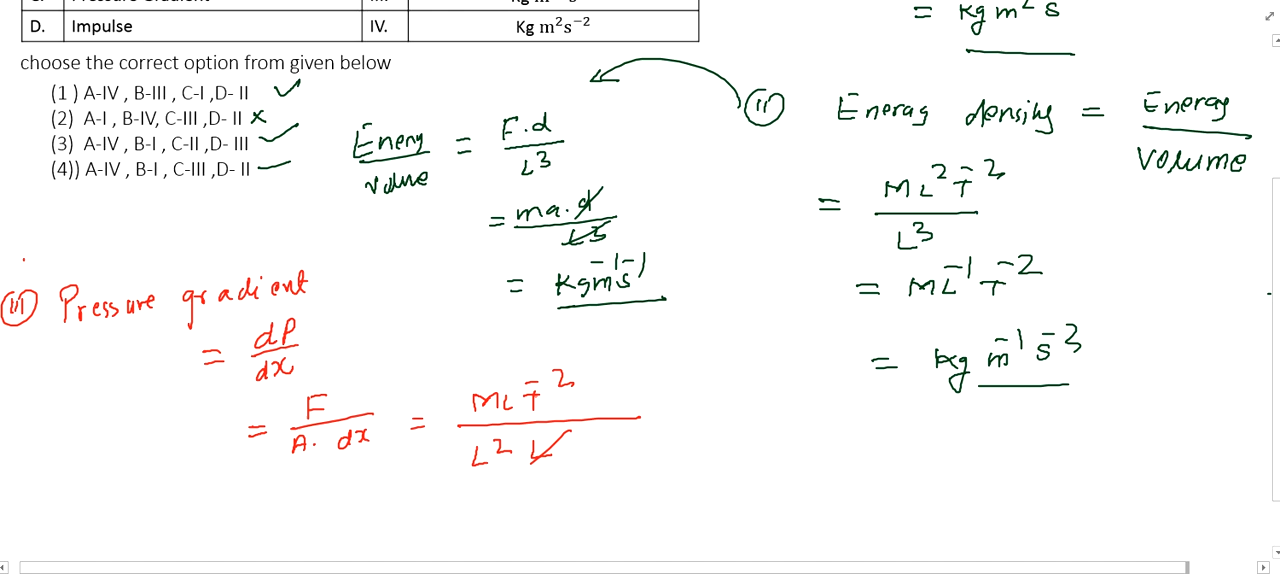 D. Impulse IV. Kg m²s⁻²
= Kg m² s
choose the correct option from given below
(1 ) A-IV , B-III , C-I ,D- II
(2) A-I , B-IV, C-III ,D- II
(3) A-IV , B-I , C-II ,D- III
(4)) A-IV , B-I , C-III ,D- II
Energy / value = F.d / L³
= ma.d / L³
= Kgm⁻¹s⁻¹
(ii) Energy density = Energy / volume
= ML²T⁻² / L³
= ML⁻¹T⁻²
= kg m⁻¹ s⁻³
(iii) Pressure gradient
= dP / dx
= F / A. dx = MLT⁻² / L² L